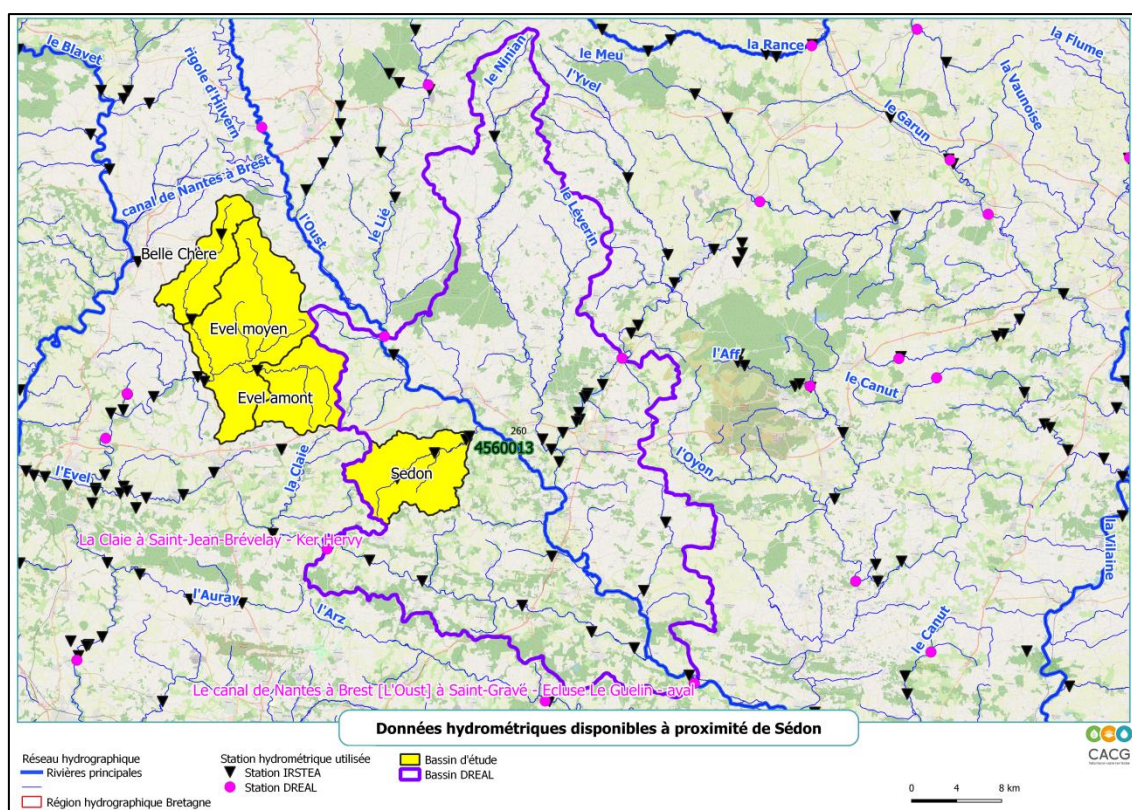 le Blavet
rigole d'Hilvern
le Ninian
le Meu
l'Yvel
la Rance
la Flume
la Vaunoise
le Garun
canal de Nantes à Brest
l'Oust
le Lié
le Léverin
Belle Chère
Evel moyen
Evel amont
l'Aff
le Canut
260
4560013
Sedon
l'Evel
la Claie
l'Oyon
la Vilaine
La Claie à Saint-Jean-Brévelay - Ker Hervy
l'Auray
l'Arz
le Canut
Le canal de Nantes à Brest [L'Oust] à Saint-Gravé - Ecluse Le Guelin - aval
Données hydrométriques disponibles à proximité de Sédon
Réseau hydrographique
Rivières principales
Région hydrographique Bretagne
Station hydrométrique utilisée
Station IRSTEA
Station DREAL
Bassin d'étude
Bassin DREAL
0 4 8 km
CACG